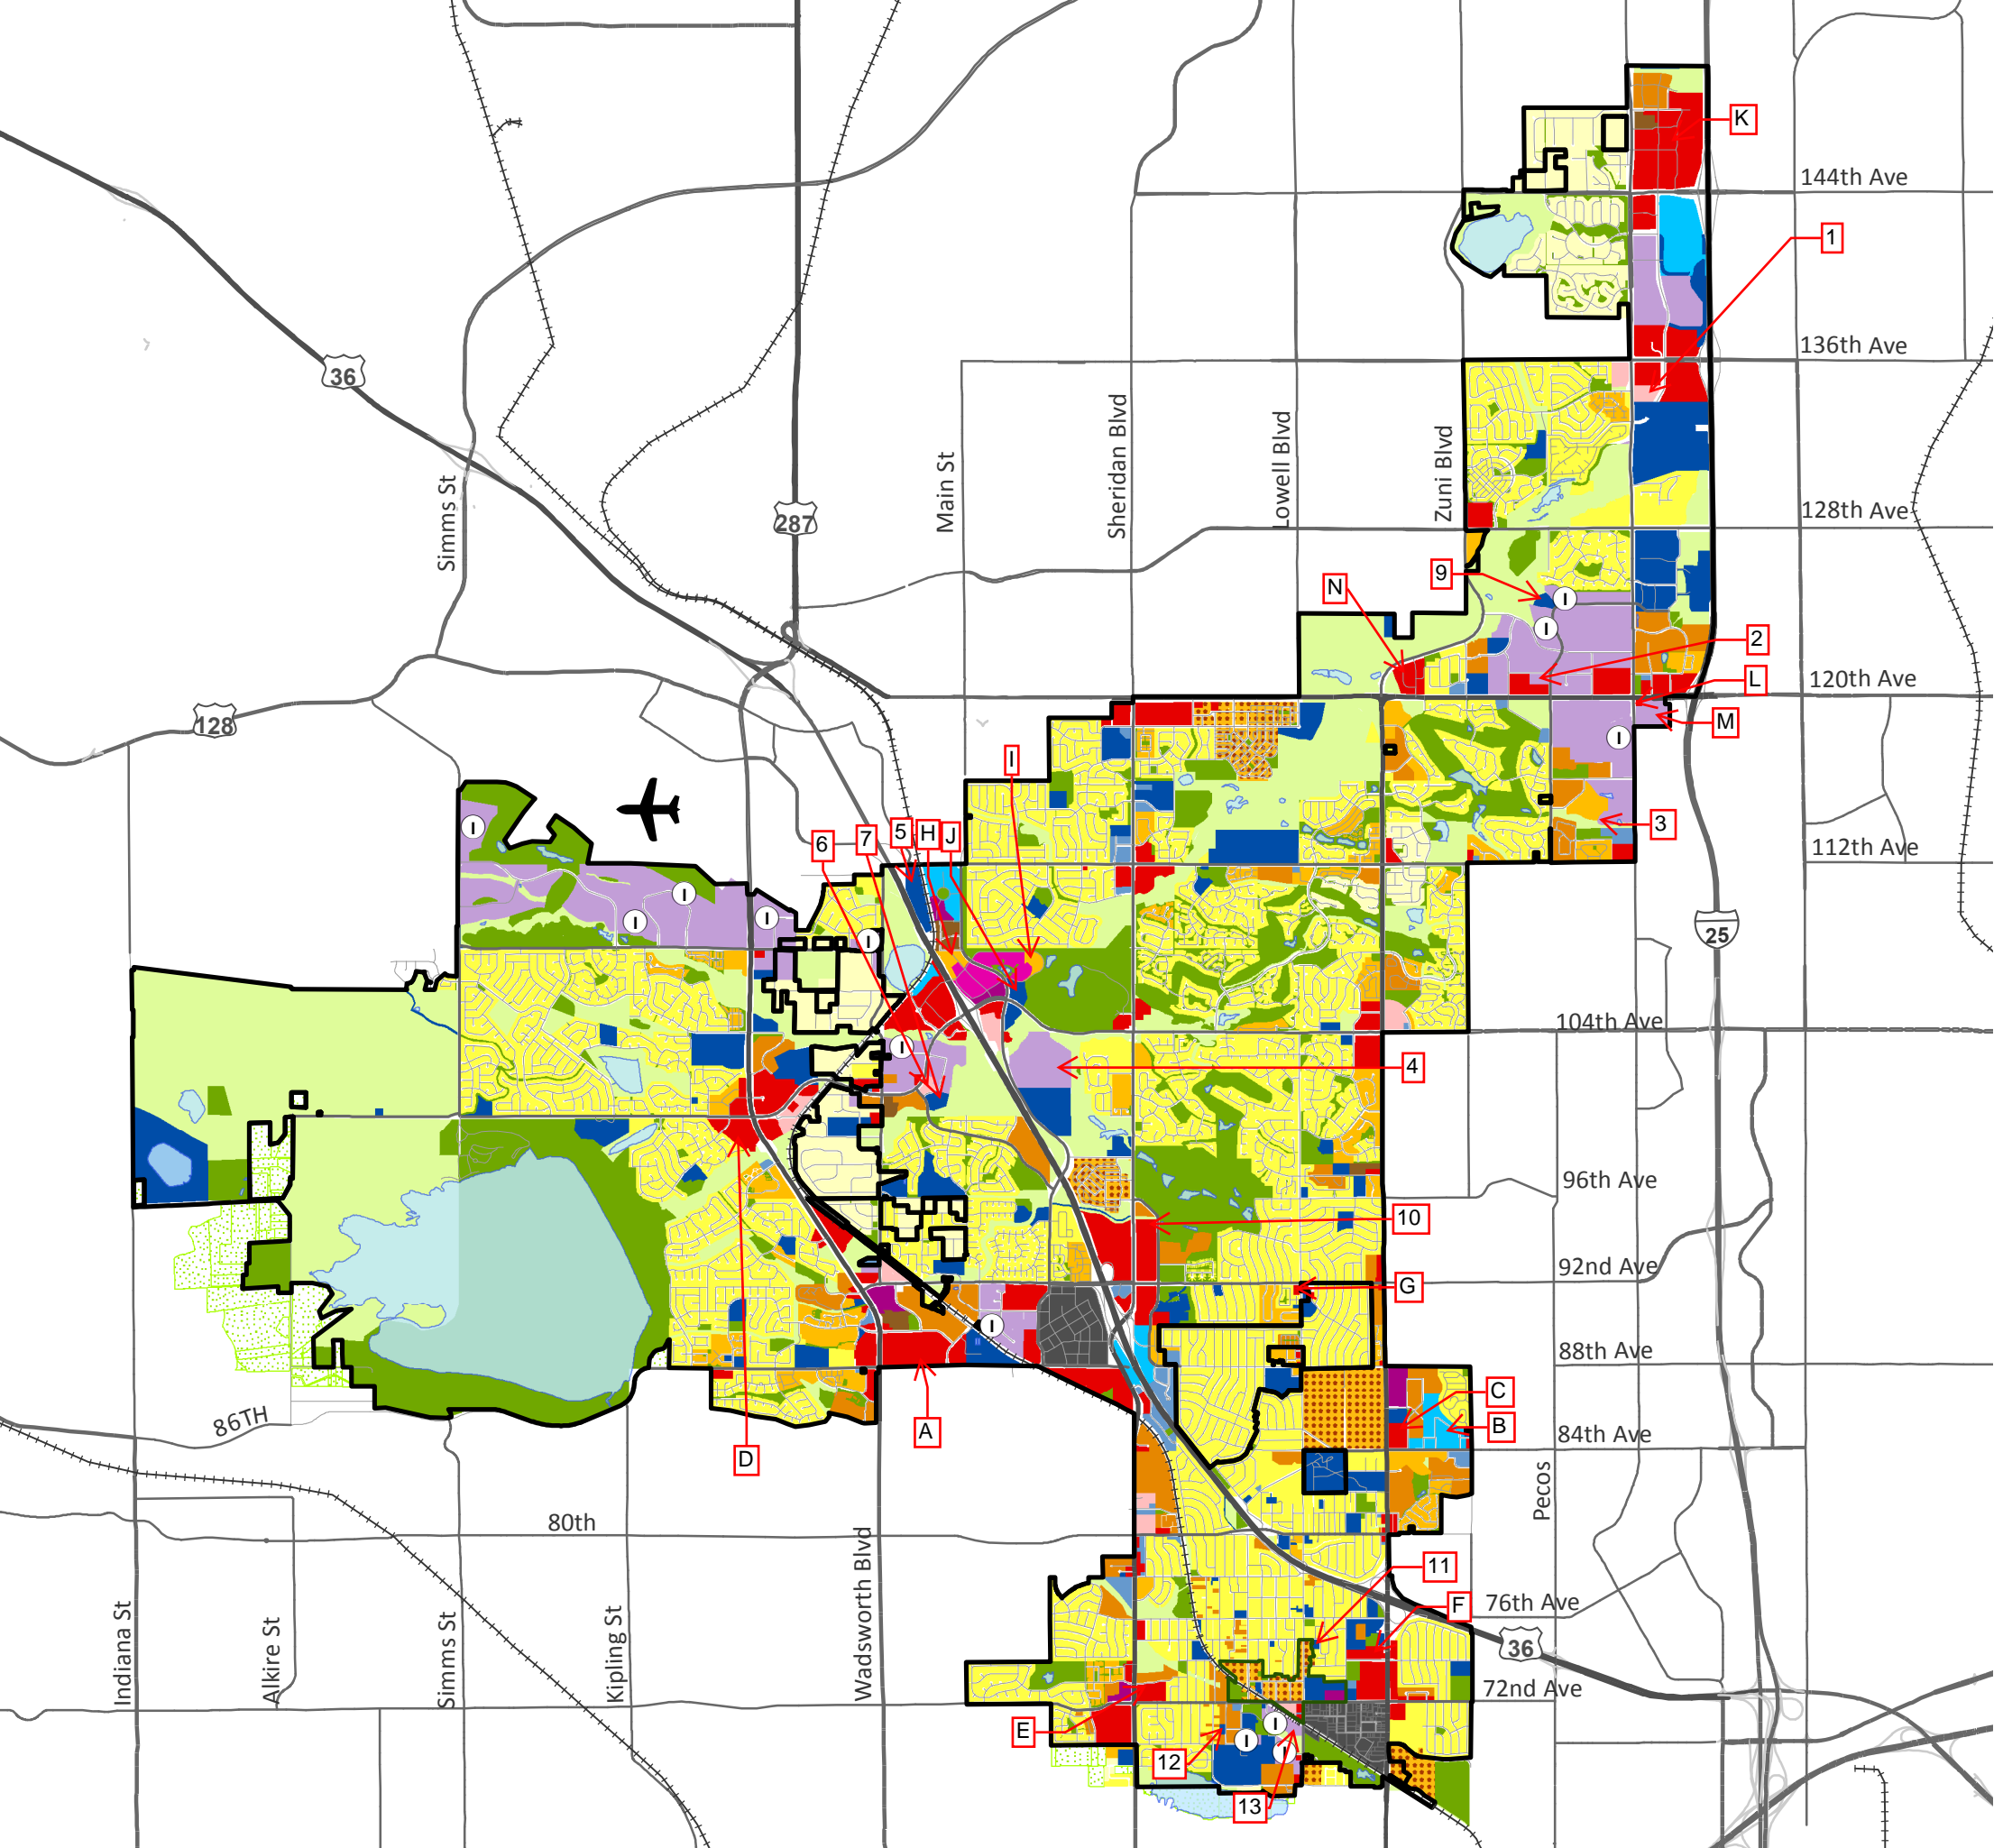 K
144th Ave
1
136th Ave
36
Sheridan Blvd
Lowell Blvd
Zuni Blvd
Main St
Simms St
287
128th Ave
9
I
N
I
2
L
120th Ave
128
M
I
I
I
3
6
7
5
H
J
112th Ave
I
I
I
I
25
I
104th Ave
I
4
96th Ave
10
92nd Ave
G
I
88th Ave
C
B
86TH
A
84th Ave
D
Pecos
80th
Wadsworth Blvd
11
F
76th Ave
36
Indiana St
Alkire St
Simms St
Kipling St
72nd Ave
E
I
I
I
12
13